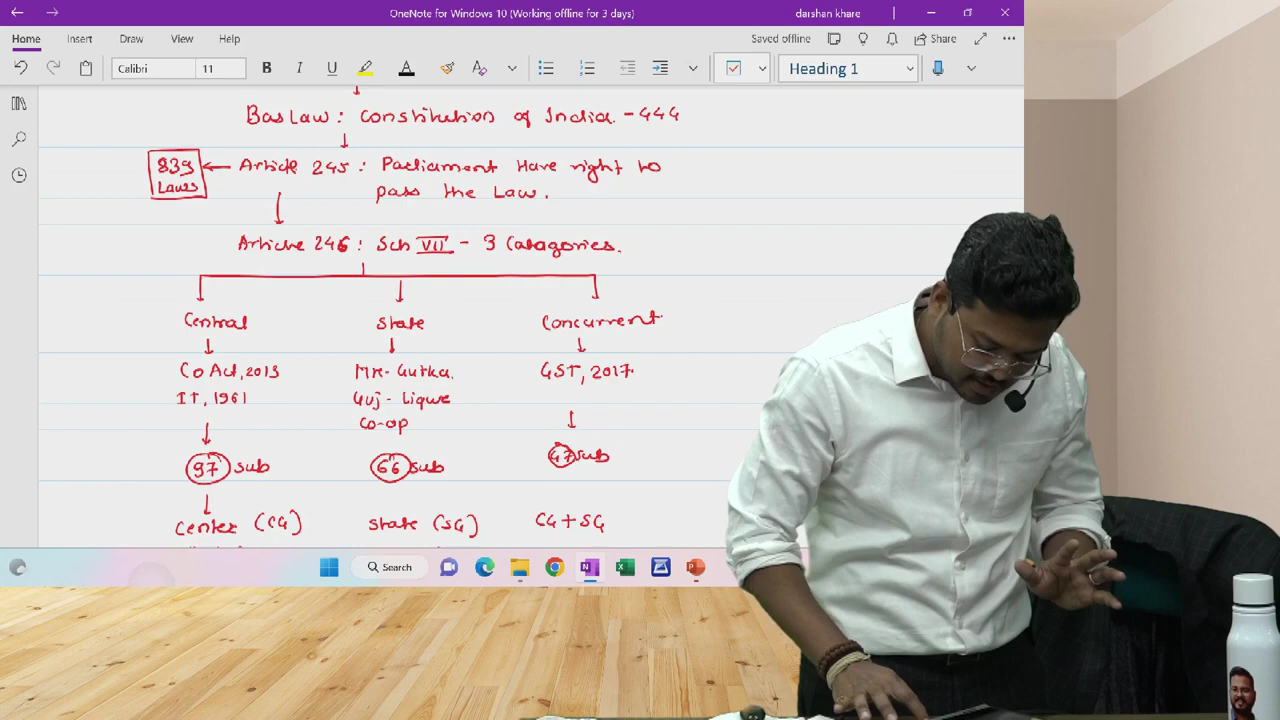 OneNote for Windows 10 (Working offline for 3 days)
darshan khare
Home Insert Draw View Help
Saved offline
Share
Calibri 11 B I U A Heading 1
Bas Law : Constitution of India - 444
839 Laws
Article 245 : Parliament Have right to
pass the Law.
Article 246 : Sch VII - 3 Catagories.
Central State Concurrent
Co Act, 2013 MH- Gutka. GST, 2017
IT, 1961 Guj - Liqwe
Co-op
97 sub 66 sub 47 sub
Center (CG) State (SG) CG + SG
Search